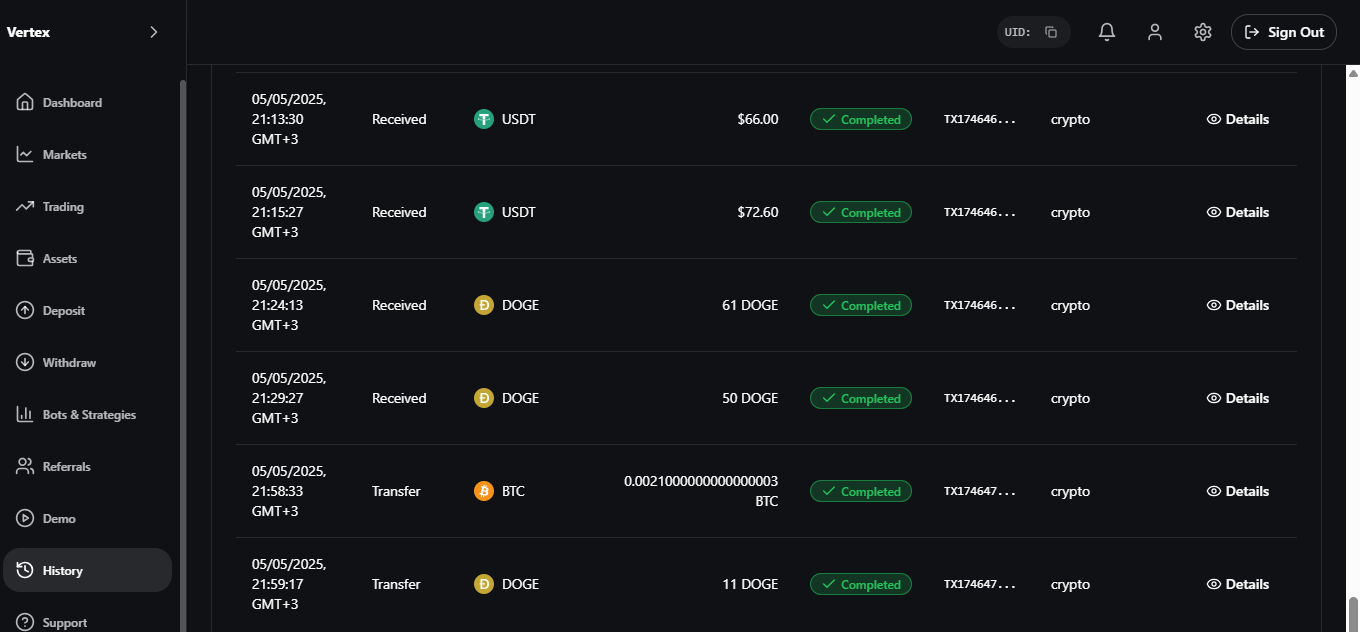 Vertex
UID:
Sign Out
Dashboard
Markets
Trading
Assets
Deposit
Withdraw
Bots & Strategies
Referrals
Demo
History
Support
05/05/2025,
21:13:30
GMT+3
Received
USDT
$66.00
Completed
TX174646...
crypto
Details
05/05/2025,
21:15:27
GMT+3
Received
USDT
$72.60
Completed
TX174646...
crypto
Details
05/05/2025,
21:24:13
GMT+3
Received
DOGE
61 DOGE
Completed
TX174646...
crypto
Details
05/05/2025,
21:29:27
GMT+3
Received
DOGE
50 DOGE
Completed
TX174646...
crypto
Details
05/05/2025,
21:58:33
GMT+3
Transfer
BTC
0.0021000000000000003
BTC
Completed
TX174647...
crypto
Details
05/05/2025,
21:59:17
GMT+3
Transfer
DOGE
11 DOGE
Completed
TX174647...
crypto
Details